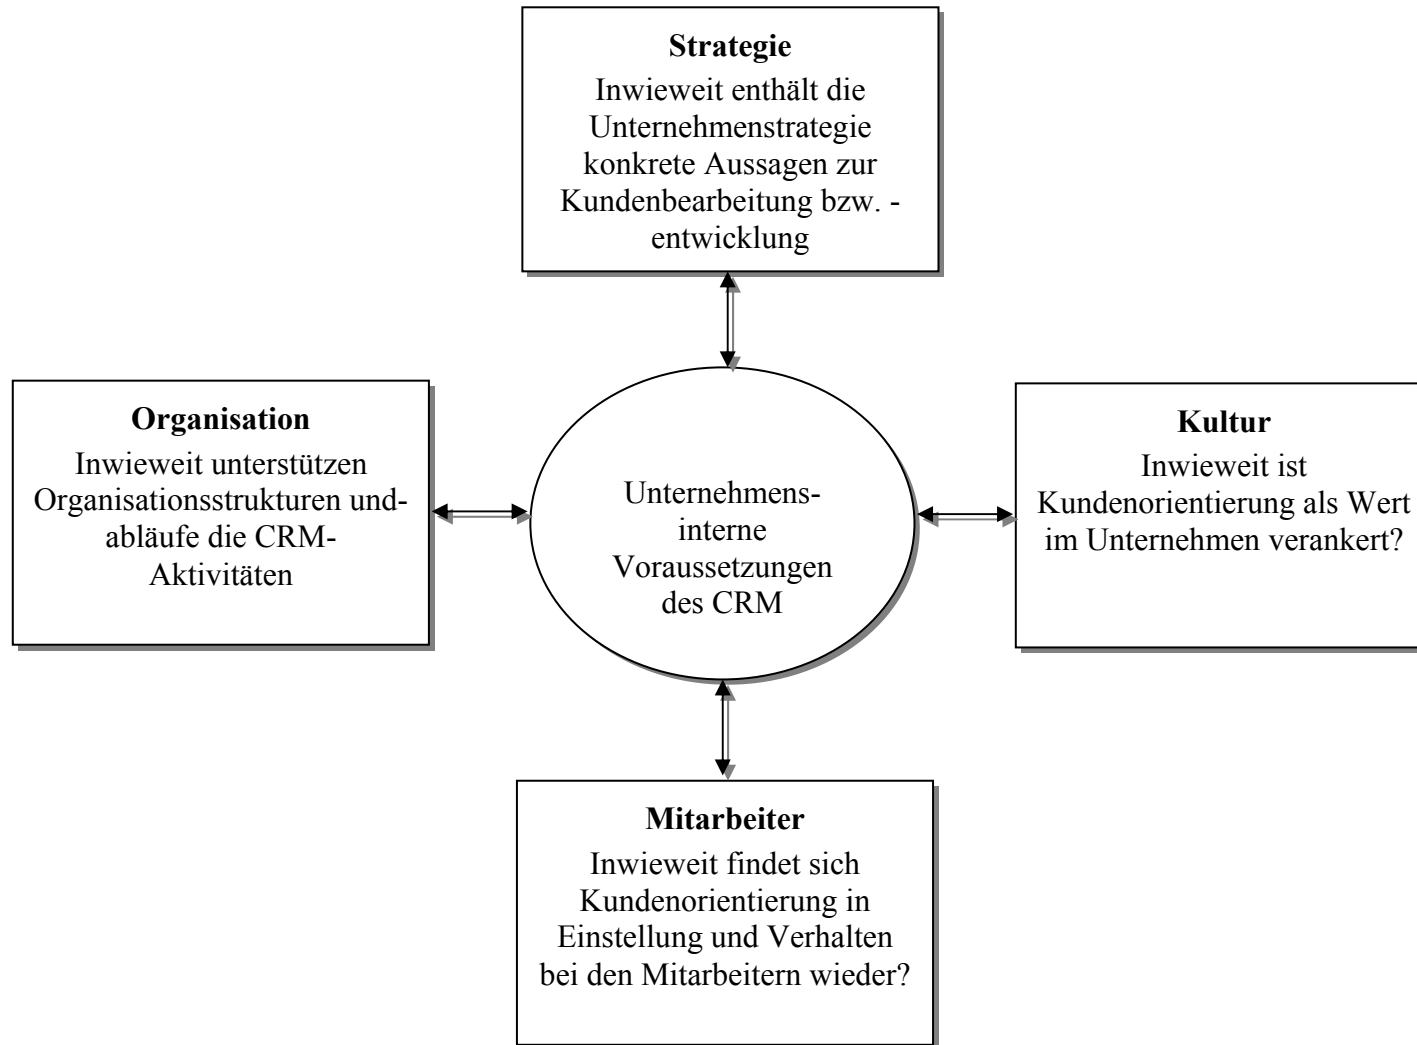 Strategie
Inwieweit enthält die
Unternehmenstrategie
konkrete Aussagen zur
Kundenbearbeitung bzw. -
entwicklung
Organisation
Inwieweit unterstützen
Organisationsstrukturen und-
abläufe die CRM-
Aktivitäten
Unternehmens-
interne
Voraussetzungen
des CRM
Kultur
Inwieweit ist
Kundenorientierung als Wert
im Unternehmen verankert?
Mitarbeiter
Inwieweit findet sich
Kundenorientierung in
Einstellung und Verhalten
bei den Mitarbeitern wieder?